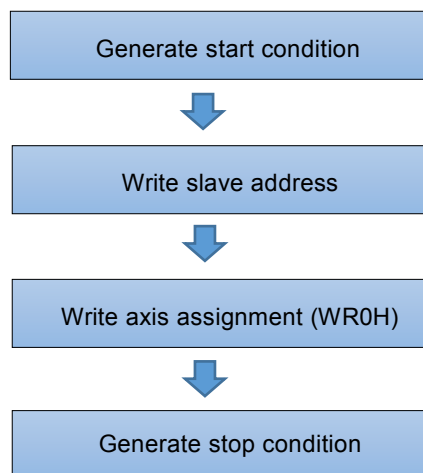 Generate start condition
Write slave address
Write axis assignment (WR0H)
Generate stop condition